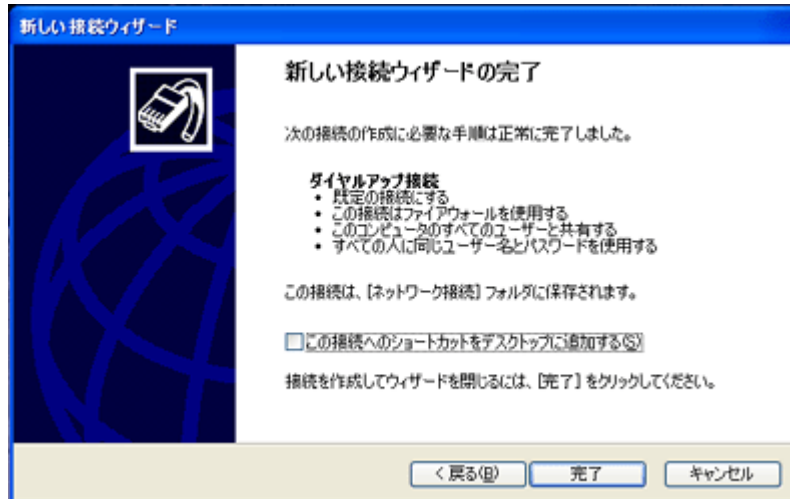 新しい接続ウィザード
新しい接続ウィザードの完了
次の接続の作成に必要な手順は正常に完了しました。
ダイヤルアップ接続
• 既定の接続にする
• この接続はファイアウォールを使用する
• このコンピュータのすべてのユーザーと共有する
• すべての人に同じユーザー名とパスワードを使用する
この接続は、[ネットワーク接続] フォルダに保存されます。
この接続へのショートカットをデスクトップに追加する(S)
接続を作成してウィザードを閉じるには、[完了] をクリックしてください。
< 戻る(B) 完了 キャンセル